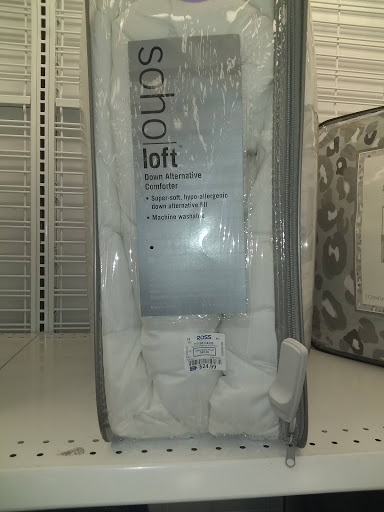 soho
loft
Down Alternative
Comforter
• Super-soft, hypo-allergenic
down alternative fill
• Machine washable
ROSS
$24.99